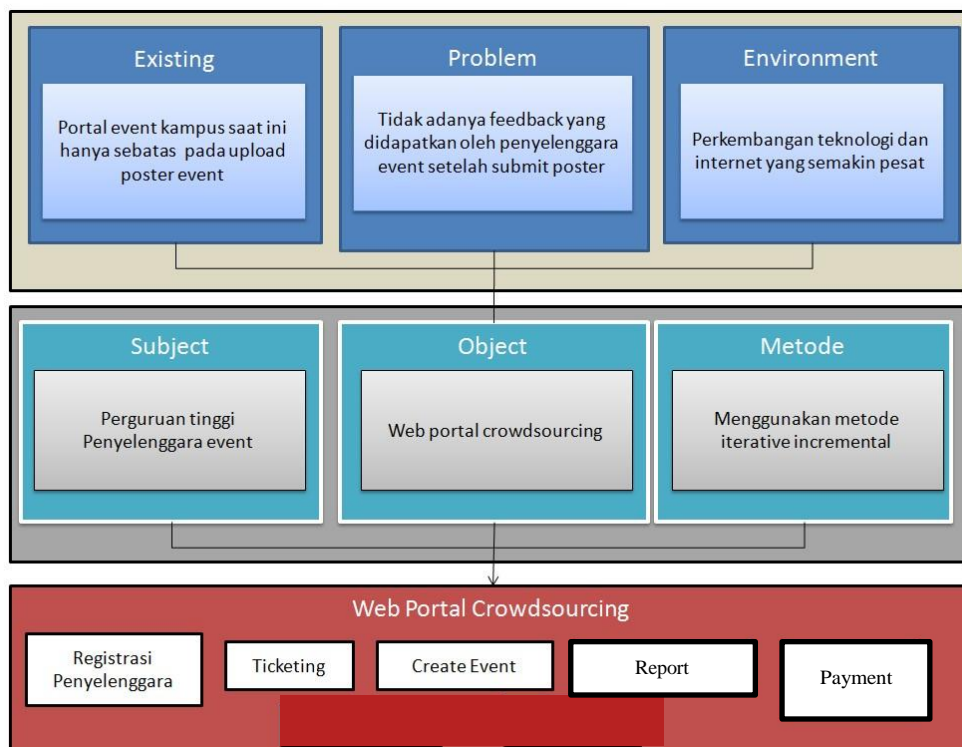 Existing
Portal event kampus saat ini
hanya sebatas pada upload
poster event
Problem
Tidak adanya feedback yang
didapatkan oleh penyelenggara
event setelah submit poster
Environment
Perkembangan teknologi dan
internet yang semakin pesat
Subject
Perguruan tinggi
Penyelenggara event
Object
Web portal crowdsourcing
Metode
Menggunakan metode
iterative incremental
Web Portal Crowdsourcing
Registrasi
Penyelenggara
Ticketing
Create Event
Report
Payment